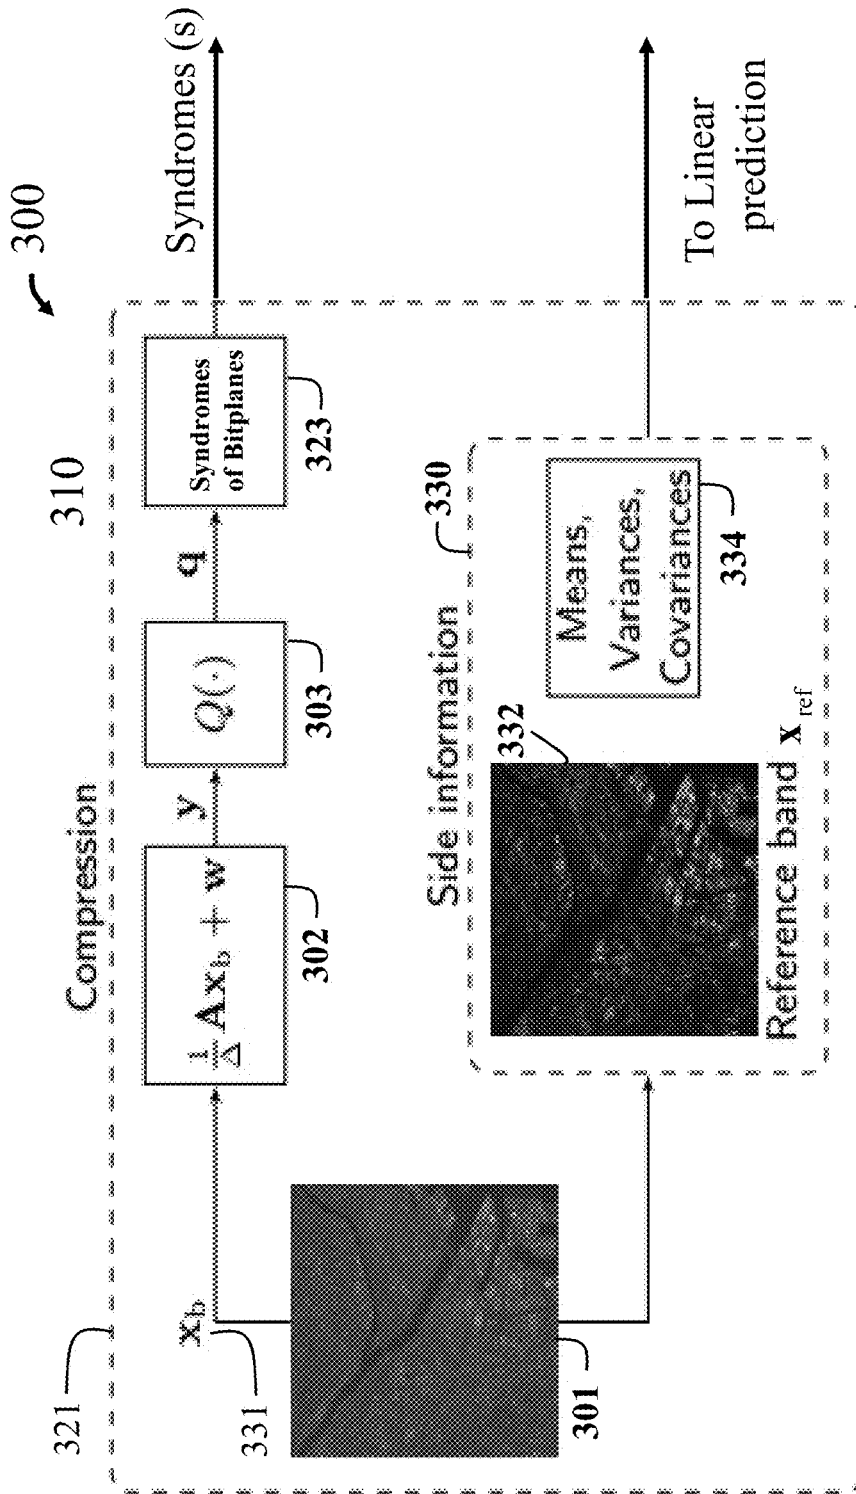 300
310
321
Compression
x_b
331
301
1/Δ Ax_b + w
302
y
Q(·)
303
q
Syndromes
of Bitplanes
323
Syndromes (s)
Side information
330
332
Reference band x_ref
Means,
Variances,
Covariances
334
To Linear
prediction